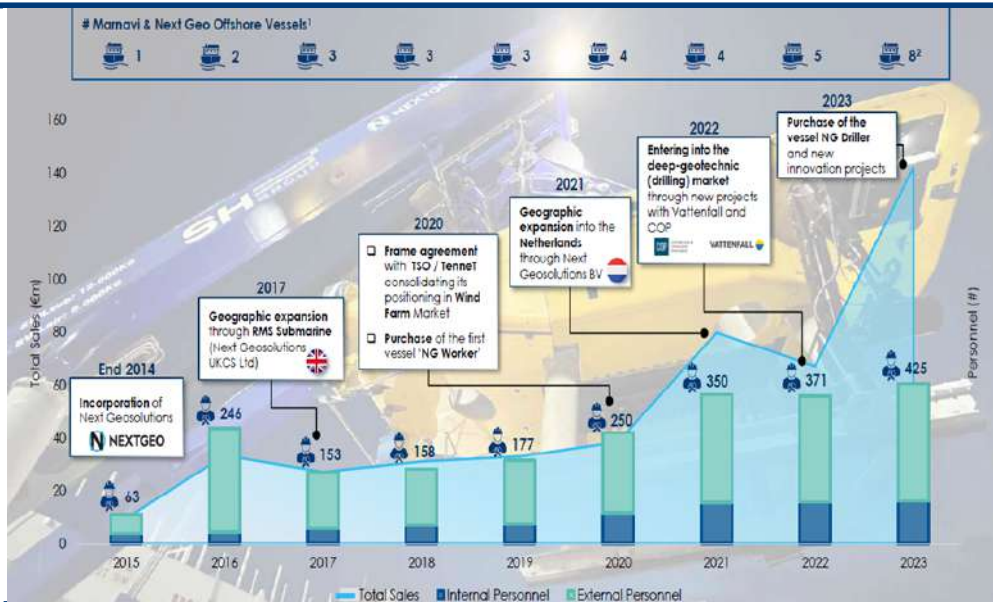 # Marnavi & Next Geo Offshore Vessels¹
1 2 3 3 3 4 4 5 8²
160
140
120
100
80
60
40
20
0
Total Sales (€m)
Personnel (#)
End 2014
Incorporation of
Next Geosolutions
NEXTGEO
2017
Geographic expansion
through RMS Submarine
(Next Geosolutions
UKCS Ltd)
2020
Frame agreement
with TSO / TenneT
consolidating its
positioning in Wind
Farm Market
Purchase of the first
vessel 'NG Worker'
2021
Geographic
expansion into the
Netherlands
through Next
Geosolutions BV
2022
Entering into the
deep-geotechnic
(drilling) market
through new projects
with Vattenfall and
COP
COP
VATTENFALL
2023
Purchase of the
vessel NG Driller
and new
innovation projects
63 246 153 158 177 250 350 371 425
2015 2016 2017 2018 2019 2020 2021 2022 2023
Total Sales Internal Personnel External Personnel
NEXTGEO